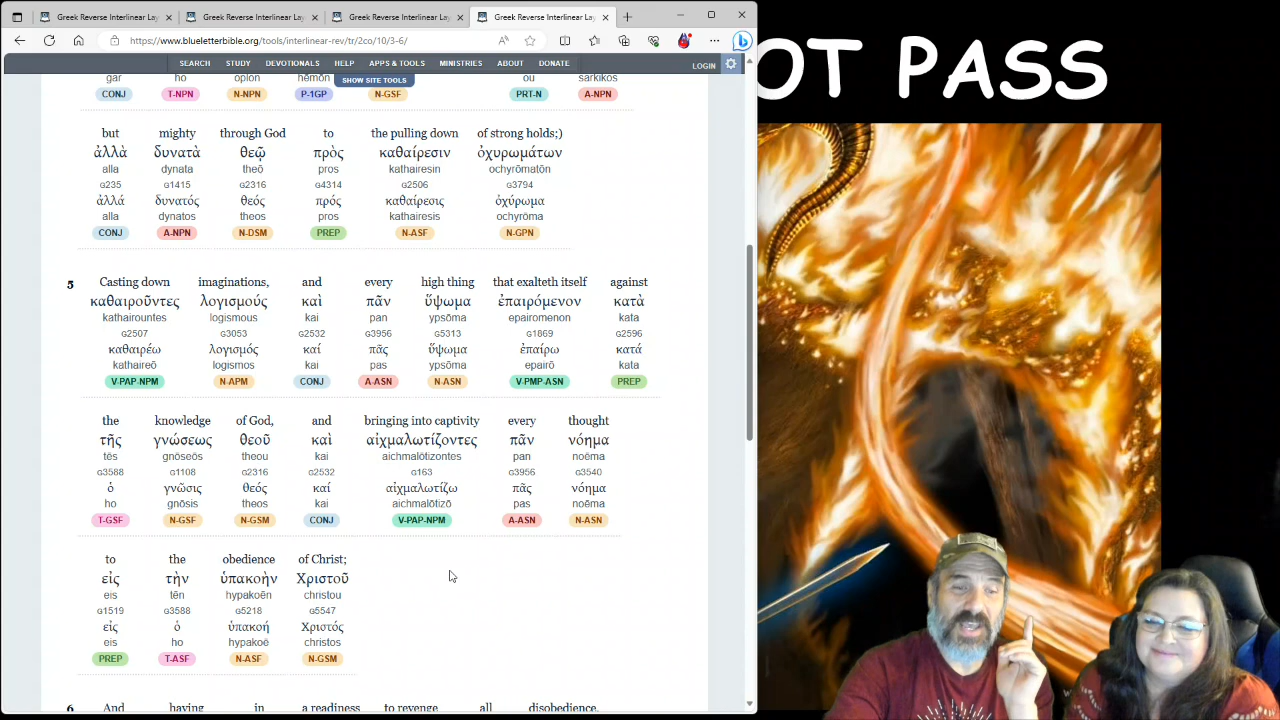 Greek Reverse Interlinear Lay
Greek Reverse Interlinear Lay
Greek Reverse Interlinear Lay
Greek Reverse Interlinear Lay
https://www.blueletterbible.org/tools/interlinear-rev/tr/2co/10/3-6/
SEARCH STUDY DEVOTIONALS HELP APPS & TOOLS MINISTRIES ABOUT DONATE LOGIN
SHOW SITE TOOLS
gar ho oplon hēmōn ou sarkikos
CONJ T-NPN N-NPN P-1GP N-GSF PRT-N A-NPN
but mighty through God to the pulling down of strong holds;)
ἀλλὰ δυνατὰ θεῷ πρὸς καθαίρεσιν ὀχυρωμάτων
alla dynata theō pros kathairesin ochyrōmatōn
G235 G1415 G2316 G4314 G2506 G3794
ἀλλά δυνατός θεός πρός καθαίρεσις ὀχύρωμα
alla dynatos theos pros kathairesis ochyrōma
CONJ A-NPN N-DSM PREP N-ASF N-GPN
5 Casting down imaginations, and every high thing that exalteth itself against
καθαιροῦντες λογισμούς καὶ πᾶν ὕψωμα ἐπαιρόμενον κατὰ
kathairountes logismous kai pan ypsōma epairomenon kata
G2507 G3053 G2532 G3956 G5313 G1869 G2596
καθαιρέω λογισμός καί πᾶς ὕψωμα ἐπαίρω κατά
kathaireō logismos kai pas ypsōma epairō kata
V-PAP-NPM N-APM CONJ A-ASN N-ASN V-PMP-ASN PREP
the knowledge of God, and bringing into captivity every thought
τῆς γνώσεως θεοῦ καὶ αἰχμαλωτίζοντες πᾶν νόημα
tēs gnōseōs theou kai aichmalōtizontes pan noēma
G3588 G1108 G2316 G2532 G163 G3956 G3540
ὁ γνῶσις θεός καί αἰχμαλωτίζω πᾶς νόημα
ho gnōsis theos kai aichmalōtizō pas noēma
T-GSF N-GSF N-GSM CONJ V-PAP-NPM A-ASN N-ASN
to the obedience of Christ;
εἰς τὴν ὑπακοὴν Χριστοῦ
eis tēn hypakoēn christou
G1519 G3588 G5218 G5547
εἰς ὁ ὑπακοή Χριστός
eis ho hypakoē christos
PREP T-ASF N-ASF N-GSM
6 And having in a readiness to revenge all disobedience,
OT PASS